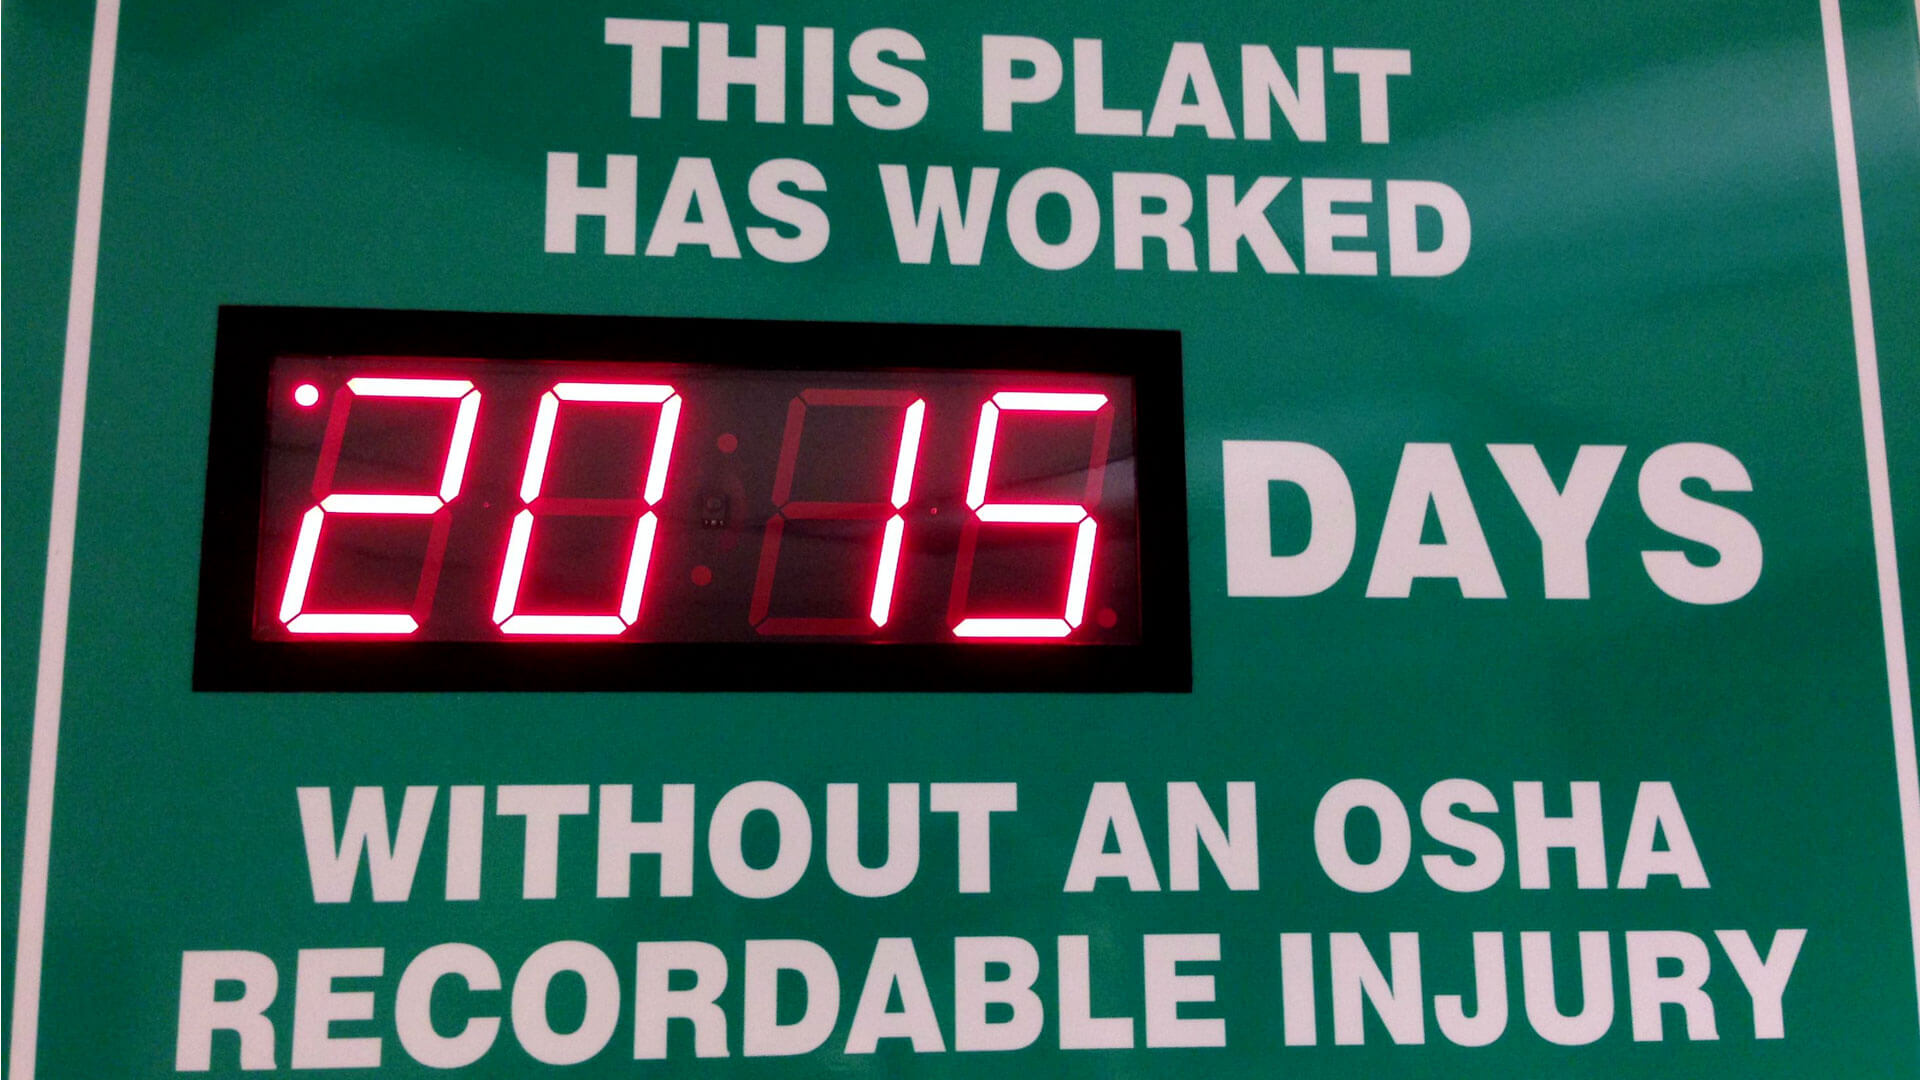 THIS PLANT
HAS WORKED
2015 DAYS
WITHOUT AN OSHA
RECORDABLE INJURY